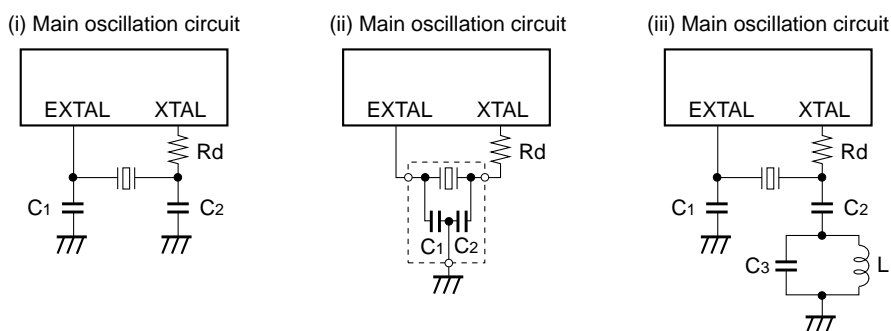 (i) Main oscillation circuit
EXTAL XTAL
Rd
C1
C2
(ii) Main oscillation circuit
EXTAL XTAL
Rd
C1 C2
(iii) Main oscillation circuit
EXTAL XTAL
Rd
C1
C2
C3
L